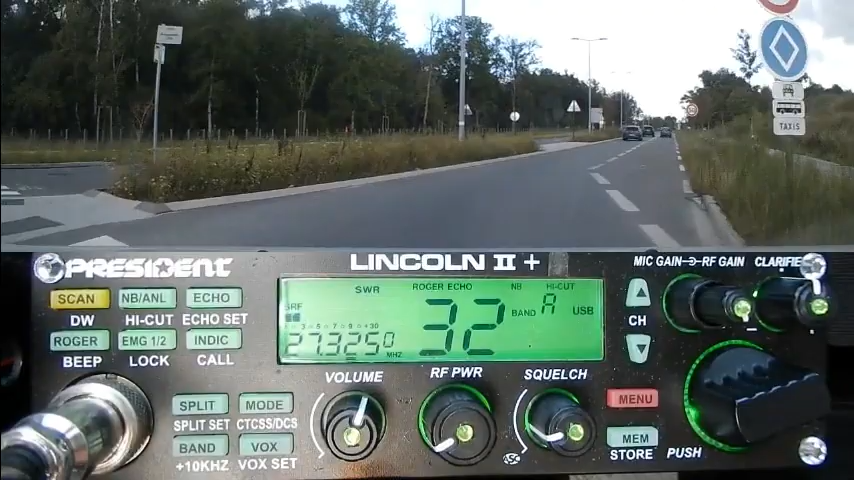 TAXIS
PRESIDENT
LINCOLN II +
MIC GAIN RF GAIN
CLARIFIE
SCAN
NB/ANL
ECHO
DW
HI-CUT
ECHO SET
ROGER
EMG 1/2
INDIC
BEEP
LOCK
CALL
SRF
SWR
ROGER ECHO
NB
HI-CUT
32
BAND A
USB
27.3250 MHZ
CH
VOLUME
RF PWR
SQUELCH
ASC
SPLIT
MODE
SPLIT SET
CTCSS/DCS
BAND
VOX
+10KHz
VOX SET
MENU
MEM
STORE
PUSH